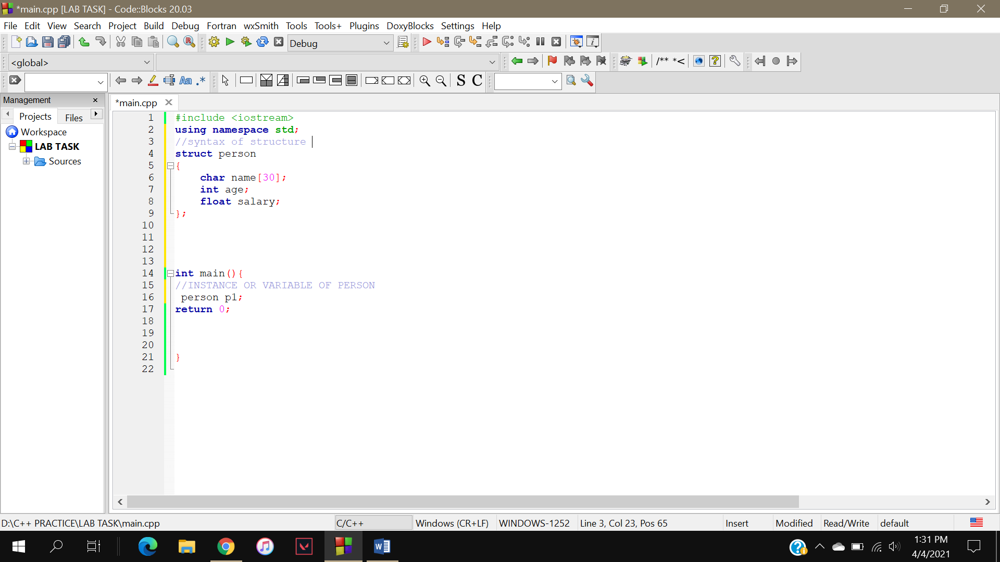 *main.cpp [LAB TASK] - Code::Blocks 20.03
File Edit View Search Project Build Debug Fortran wxSmith Tools Tools+ Plugins DoxyBlocks Settings Help
Debug
<global>
/** *<
Aa .* S C
Management
*main.cpp
Projects Files
Workspace
LAB TASK
Sources
1 #include <iostream>
2 using namespace std;
3 //syntax of structure
4 struct person
5 {
6 char name[30];
7 int age;
8 float salary;
9 };
10
11
12
13
14 int main(){
15 //INSTANCE OR VARIABLE OF PERSON
16 person p1;
17 return 0;
18
19
20
21 }
22
D:\C++ PRACTICE\LAB TASK\main.cpp C/C++ Windows (CR+LF) WINDOWS-1252 Line 3, Col 23, Pos 65 Insert Modified Read/Write default
1:31 PM
4/4/2021